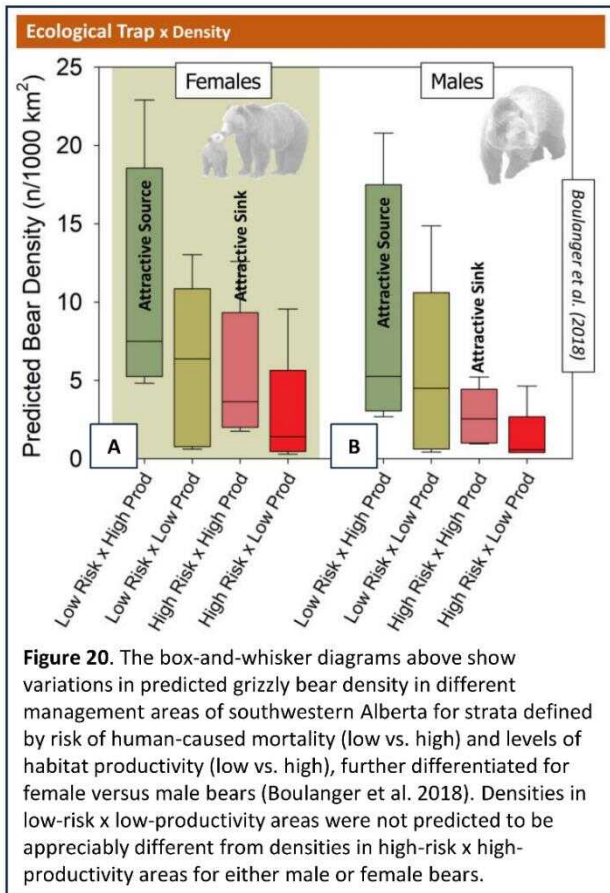 Ecological Trap x Density
Females
Males
Predicted Bear Density (n/1000 km²)
25
20
15
10
5
0
Attractive Source
Attractive Sink
Attractive Source
Attractive Sink
Boulanger et al. (2018)
A
B
Low Risk x High Prod
Low Risk x Low Prod
High Risk x High Prod
High Risk x Low Prod
Low Risk x High Prod
Low Risk x Low Prod
High Risk x High Prod
High Risk x Low Prod
Figure 20. The box-and-whisker diagrams above show
variations in predicted grizzly bear density in different
management areas of southwestern Alberta for strata defined
by risk of human-caused mortality (low vs. high) and levels of
habitat productivity (low vs. high), further differentiated for
female versus male bears (Boulanger et al. 2018). Densities in
low-risk x low-productivity areas were not predicted to be
appreciably different from densities in high-risk x high-
productivity areas for either male or female bears.